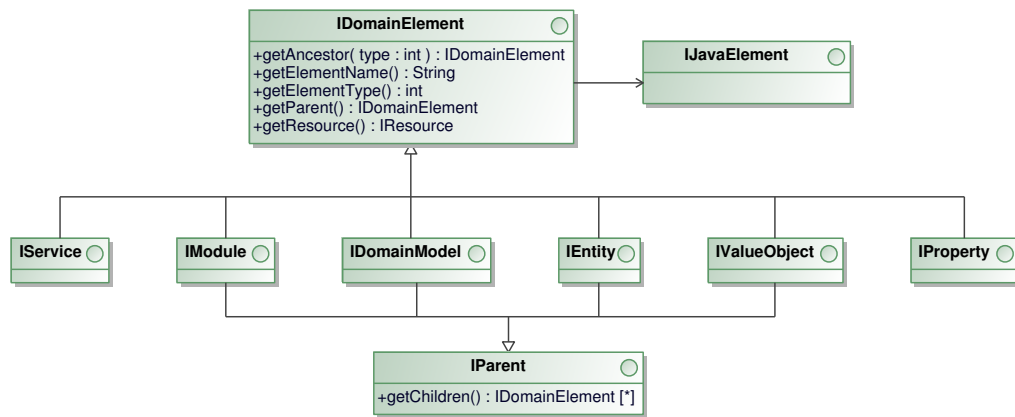 IDomainElement
+getAncestor( type : int ) : IDomainElement
+getElementName() : String
+getElementType() : int
+getParent() : IDomainElement
+getResource() : IResource
IJavaElement
IService
IModule
IDomainModel
IEntity
IValueObject
IProperty
IParent
+getChildren() : IDomainElement [*]